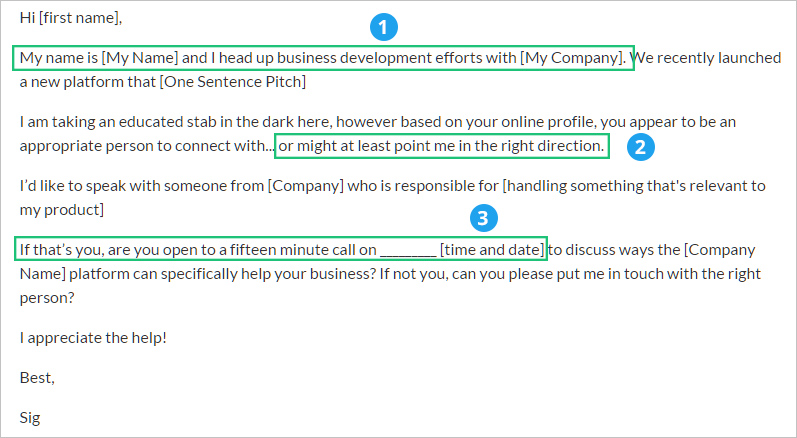 Hi [first name],
1
My name is [My Name] and I head up business development efforts with [My Company]. We recently launched
a new platform that [One Sentence Pitch]
I am taking an educated stab in the dark here, however based on your online profile, you appear to be an
appropriate person to connect with... or might at least point me in the right direction.
2
I’d like to speak with someone from [Company] who is responsible for [handling something that's relevant to
my product]
3
If that’s you, are you open to a fifteen minute call on _________ [time and date] to discuss ways the [Company
Name] platform can specifically help your business? If not you, can you please put me in touch with the right
person?
I appreciate the help!
Best,
Sig